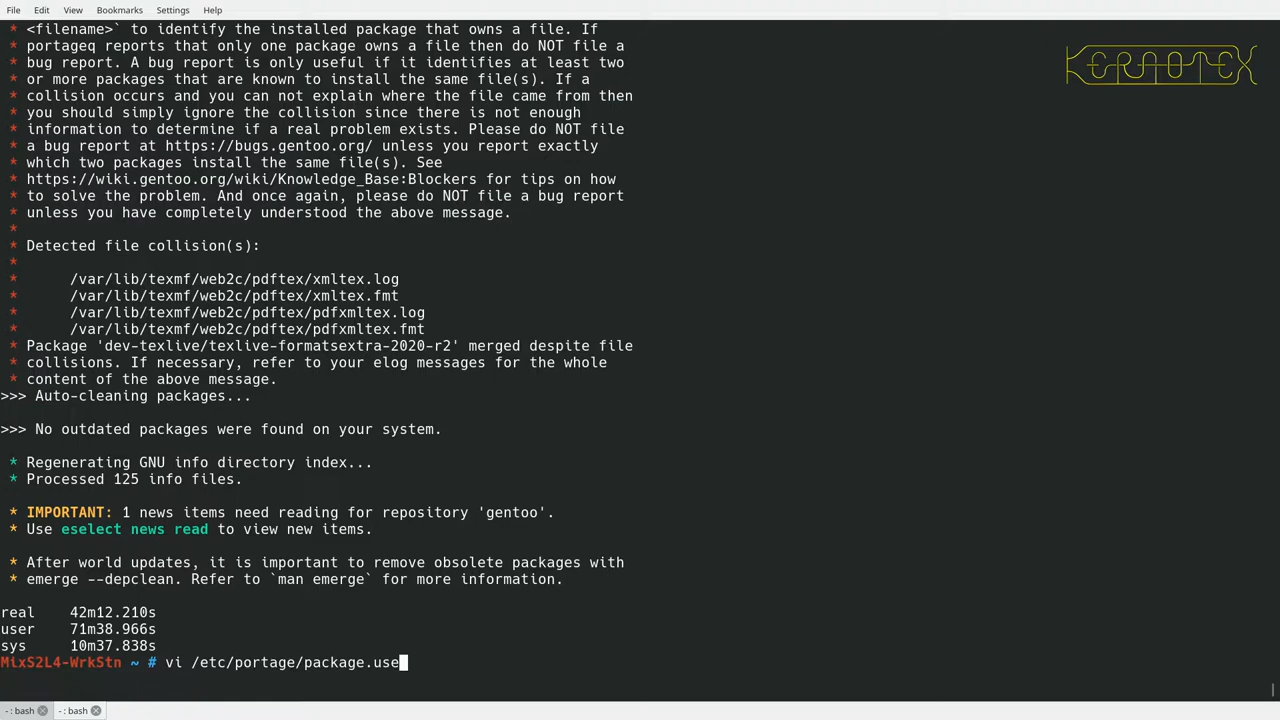 File Edit View Bookmarks Settings Help
* <filename>` to identify the installed package that owns a file. If
* portageq reports that only one package owns a file then do NOT file a
* bug report. A bug report is only useful if it identifies at least two
* or more packages that are known to install the same file(s). If a
* collision occurs and you can not explain where the file came from then
* you should simply ignore the collision since there is not enough
* information to determine if a real problem exists. Please do NOT file
* a bug report at https://bugs.gentoo.org/ unless you report exactly
* which two packages install the same file(s). See
* https://wiki.gentoo.org/wiki/Knowledge_Base:Blockers for tips on how
* to solve the problem. And once again, please do NOT file a bug report
* unless you have completely understood the above message.
*
* Detected file collision(s):
*
* /var/lib/texmf/web2c/pdftex/xmltex.log
* /var/lib/texmf/web2c/pdftex/xmltex.fmt
* /var/lib/texmf/web2c/pdftex/pdfxmltex.log
* /var/lib/texmf/web2c/pdftex/pdfxmltex.fmt
* Package 'dev-texlive/texlive-formatsextra-2020-r2' merged despite file
* collisions. If necessary, refer to your elog messages for the whole
* content of the above message.
>>> Auto-cleaning packages...
>>> No outdated packages were found on your system.
* Regenerating GNU info directory index...
* Processed 125 info files.
* IMPORTANT: 1 news items need reading for repository 'gentoo'.
* Use eselect news read to view new items.
* After world updates, it is important to remove obsolete packages with
* emerge --depclean. Refer to `man emerge` for more information.
real 42m12.210s
user 71m38.966s
sys 10m37.838s
MixS2L4-WrkStn ~ # vi /etc/portage/package.use
- : bash - : bash